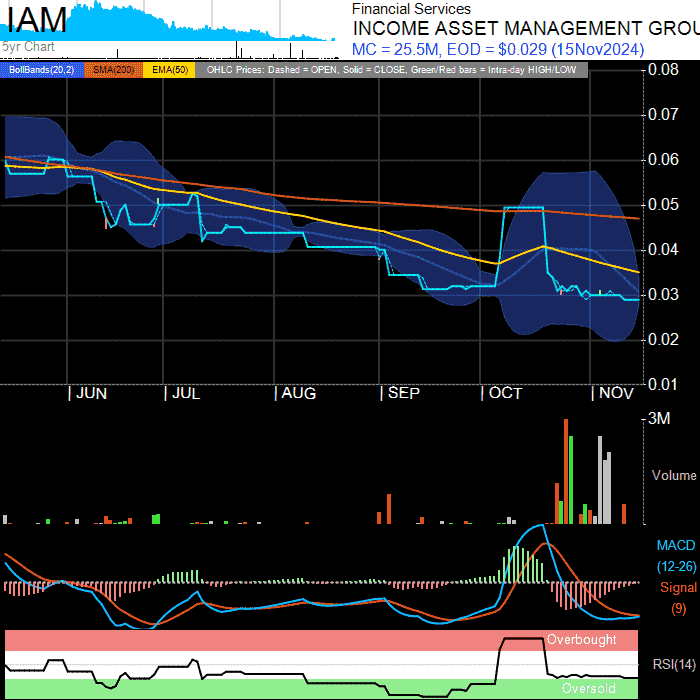 IAM
5yr Chart
Financial Services
INCOME ASSET MANAGEMENT GROU
MC = 25.5M, EOD = $0.029 (15Nov2024)
BollBands(20,2) SMA(200) EMA(50) OHLC Prices: Dashed = OPEN, Solid = CLOSE, Green/Red bars = Intra-day HIGH/LOW
0.08
0.07
0.06
0.05
0.04
0.03
0.02
0.01
JUN JUL AUG SEP OCT NOV
3M
Volume
MACD
(12-26)
Signal
(9)
Overbought
RSI(14)
Oversold